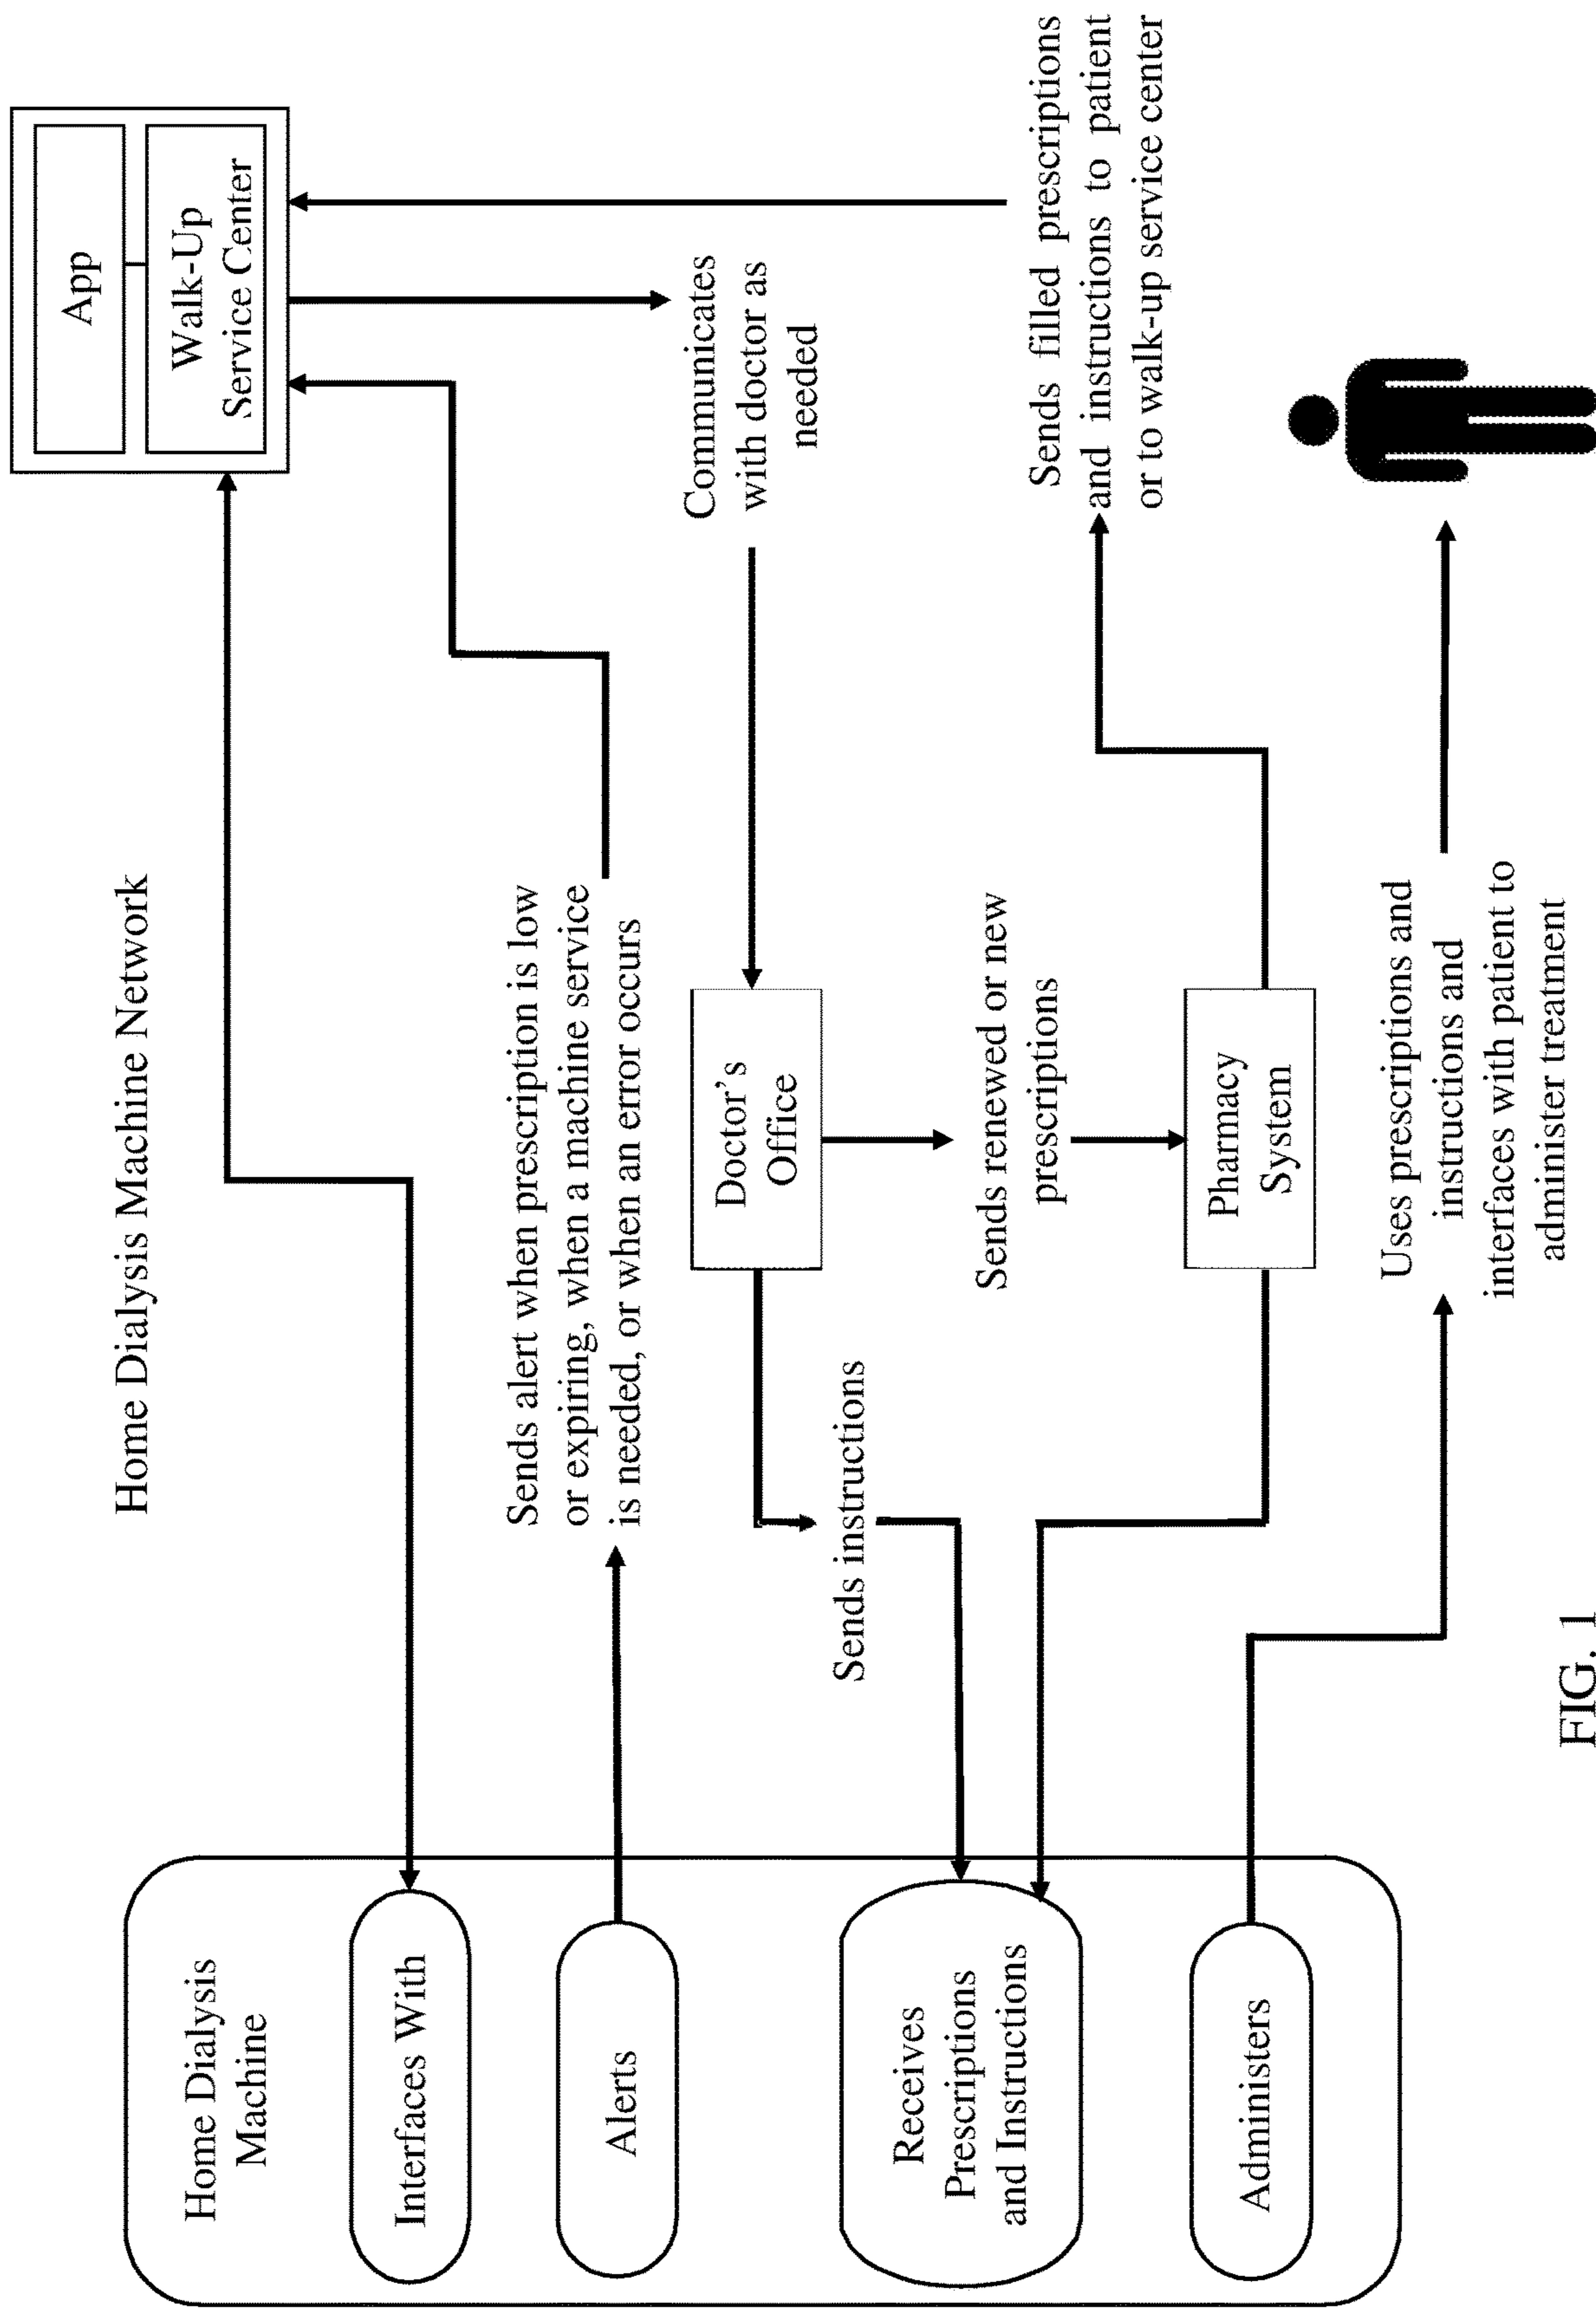 Home Dialysis Machine Network
App
Walk-Up
Service Center
Home Dialysis
Machine
Interfaces With
Alerts
Sends alert when prescription is low
or expiring, when a machine service
is needed, or when an error occurs
Communicates
with doctor as
needed
Doctor's
Office
Sends instructions
Receives
Prescriptions
and Instructions
Sends renewed or new
prescriptions
Sends filled prescriptions
and instructions to patient
or to walk-up service center
Pharmacy
System
Administers
Uses prescriptions and
instructions and
interfaces with patient to
administer treatment
FIG. 1